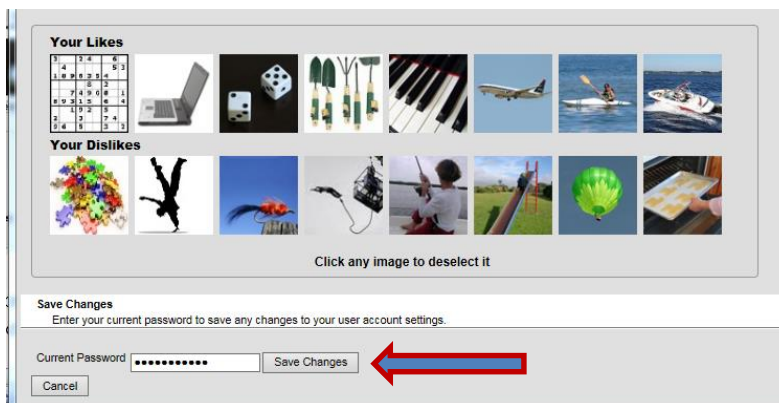 Your Likes
Your Dislikes
Click any image to deselect it
Save Changes
Enter your current password to save any changes to your user account settings.
Current Password ●●●●●●●●●●● Save Changes
Cancel